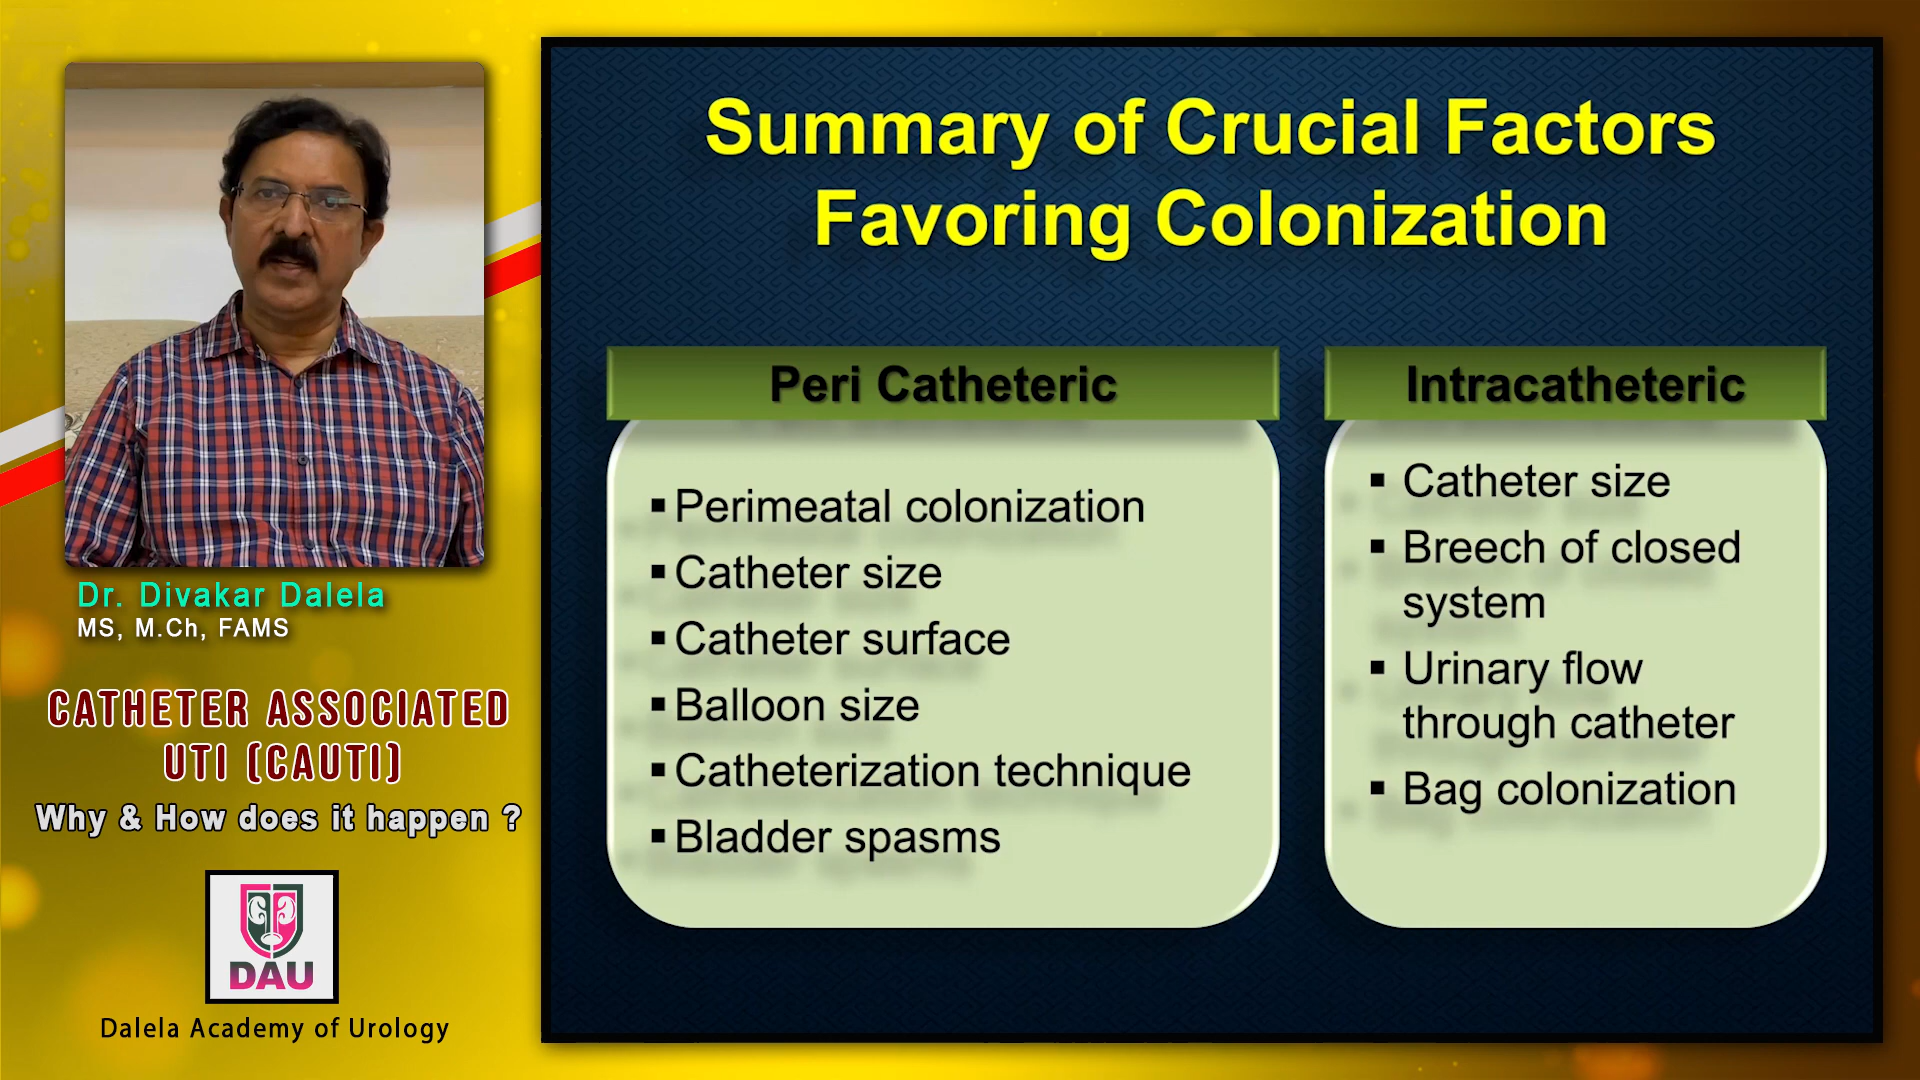 Dr. Divakar Dalela
MS, M.Ch, FAMS
CATHETER ASSOCIATED
UTI (CAUTI)
Why & How does it happen ?
DAU
Dalela Academy of Urology
Summary of Crucial Factors
Favoring Colonization
Peri Catheteric
▪ Perimeatal colonization
▪ Catheter size
▪ Catheter surface
▪ Balloon size
▪ Catheterization technique
▪ Bladder spasms
Intracatheteric
▪ Catheter size
▪ Breech of closed
system
▪ Urinary flow
through catheter
▪ Bag colonization